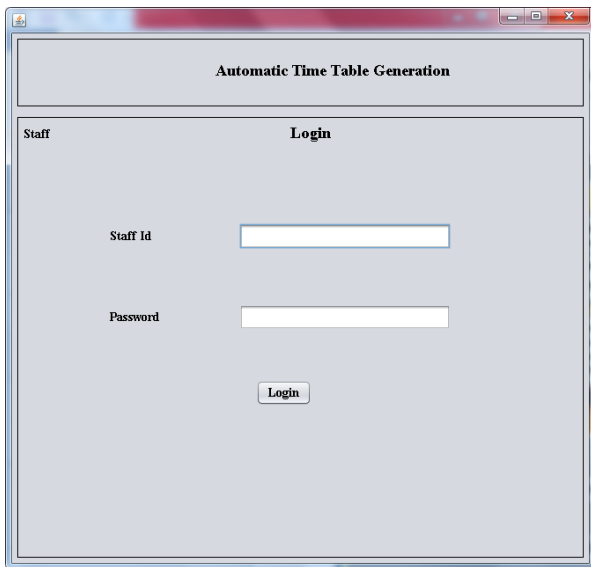 Automatic Time Table Generation
Staff
Login
Staff Id
Password
Login